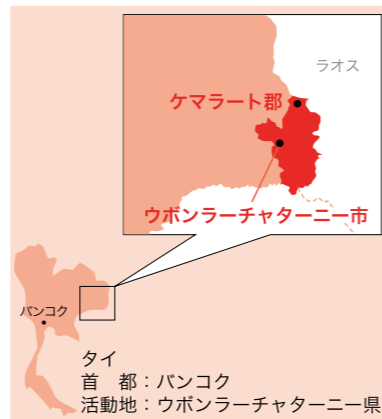 ラオス
ケマラート郡
ウボンラーチャターニー市
バンコク
タイ
首　都：バンコク
活動地：ウボンラーチャターニー県